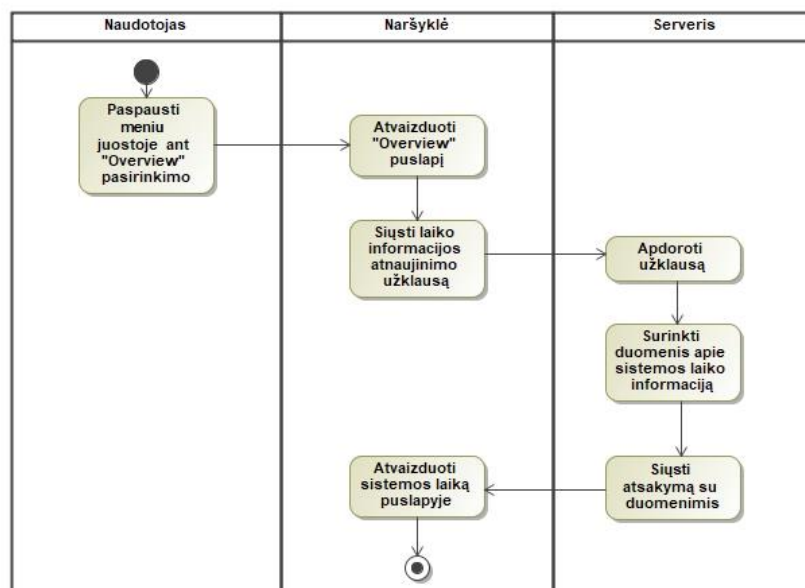 Naudotojas
Naršyklė
Serveris
Paspausti
meniu
juostoje ant
"Overview"
pasirinkimo
Atvaizduoti
"Overview"
puslapį
Siųsti laiko
informacijos
atnaujinimo
užklausą
Apdoroti
užklausą
Surinkti
duomenis apie
sistemos laiko
informaciją
Siųsti
atsakymą su
duomenimis
Atvaizduoti
sistemos laiką
puslapyje